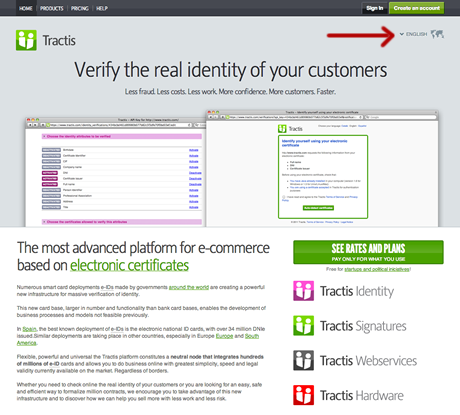 HOME PRODUCTS PRICING HELP Sign in Create an account
ENGLISH
Tractis
Verify the real identity of your customers
Less fraud. Less costs. Less work. More confidence. More customers. Faster.
Tractis
Identify yourself using your electronic certificate
The most advanced platform for e-commerce
based on electronic certificates
SEE RATES AND PLANS
PAY ONLY FOR WHAT YOU USE
Free for startups and political iniciatives!
Numerous smart card deployments e-IDs made by governments around the world are creating a powerful
new infrastructure for massive verification of identity.
This new card base, larger in number and functionality than bank card bases, enables the development of
business processes and models not feasible previously.
In Spain, the best known deployment of e-IDs is the electronic national ID cards, with over 34 million DNIe
issued.Similar deployments are taking place in other countries, especially in Europe Europe and South
America.
Flexible, powerful and universal the Tractis platform constitutes a neutral node that integrates hundreds
of millions of e-ID cards and allows you to do business online with greatest simplicity, speed and legal
validity currently available on the market. Regardless of borders.
Whether you need to check online the real identity of your customers or you are looking for an easy, safe
and efficient way to formalize million contracts, we encourage you to take advantage of this new
infrastructure and to discover how we can help you sell more with less work and less risk.
Tractis Identity
Tractis Signatures
Tractis Webservices
Tractis Hardware